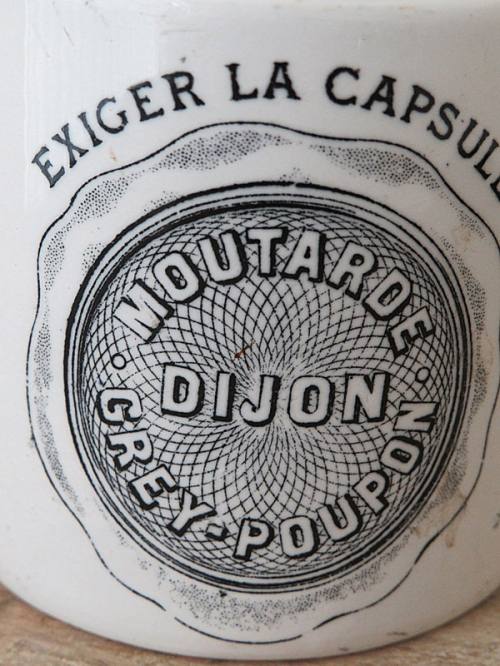 EXIGER LA CAPSULE
MOUTARDE
DIJON
GREY-POUPON